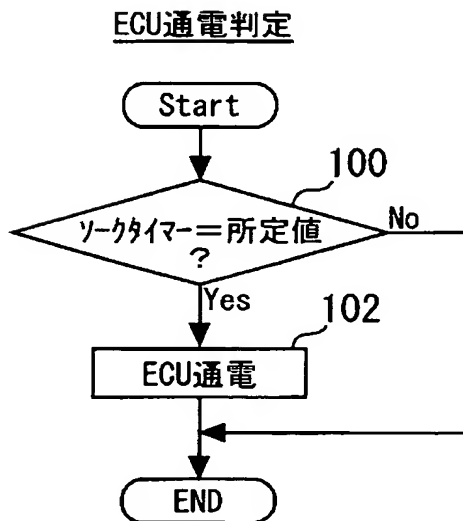 ECU通電判定
Start
100
ソークタイマー＝所定値
?
No
Yes
102
ECU通電
END